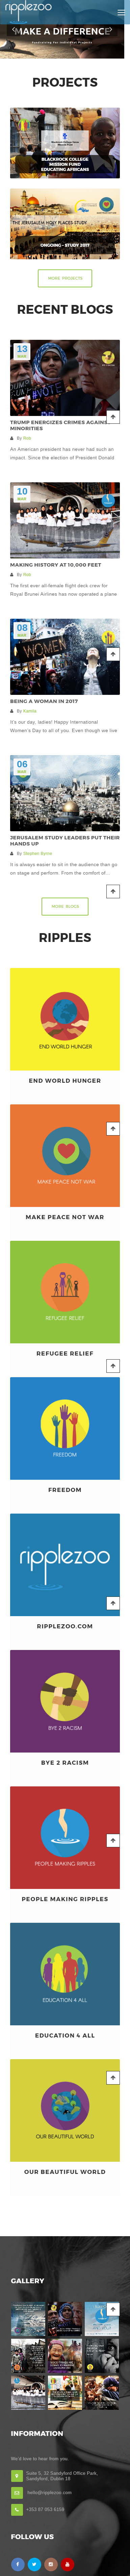 ripplezoo
MAKE A DIFFERENCE
Fundraising for Individual Projects
PROJECTS
BLACKROCK COLLEGE
MISSION FUND
EDUCATING AFRICANS
THE JERUSALEM HOLY PLACES STUDY
ONGOING - STUDY 2017
MORE PROJECTS
RECENT BLOGS
13
MAR
TRUMP ENERGIZES CRIMES AGAINST
MINORITIES
By Rob
An American president has never had such an
impact. Since the election of President Donald
10
MAR
MAKING HISTORY AT 10,000 FEET
By Rob
The first ever all-female flight deck crew for
Royal Brunei Airlines has now operated a plane
08
MAR
WOMEN
BEING A WOMAN IN 2017
By
It's our day, ladies! Happy International
Women's Day to all of you. Even though we live
06
MAR
JERUSALEM STUDY LEADERS PUT THEIR
HANDS UP
By Stephen Byrne
It is always easier to sit in the audience than go
on stage and perform. From the comfort of...
MORE BLOGS
RIPPLES
END WORLD HUNGER
END WORLD HUNGER
MAKE PEACE NOT WAR
MAKE PEACE NOT WAR
REFUGEE RELIEF
REFUGEE RELIEF
FREEDOM
FREEDOM
ripplezoo
RIPPLEZOO.COM
BYE 2 RACISM
BYE 2 RACISM
PEOPLE MAKING RIPPLES
PEOPLE MAKING RIPPLES
EDUCATION 4 ALL
EDUCATION 4 ALL
OUR BEAUTIFUL WORLD
OUR BEAUTIFUL WORLD
GALLERY
INFORMATION
We'd love to hear from you.
Suite 5, 32 Sandyford Office Park,
Sandyford, Dublin 18
hello@ripplezoo.com
+353 87 353 6159
FOLLOW US